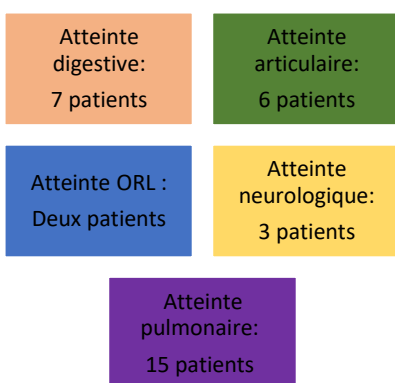 Atteinte
digestive:
7 patients
Atteinte
articulaire:
6 patients
Atteinte ORL :
Deux patients
Atteinte
neurologique:
3 patients
Atteinte
pulmonaire:
15 patients